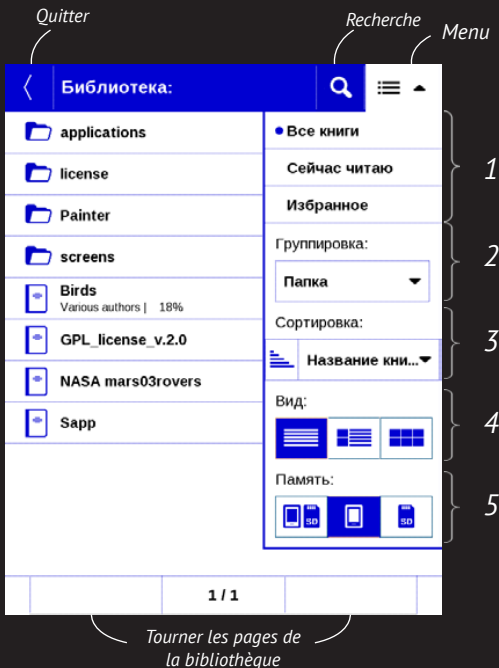 Quitter
Recherche
Menu
Библиотека:
applications
license
Painter
screens
Birds
Various authors | 18%
GPL_license_v.2.0
NASA mars03rovers
Sapp
Все книги
Сейчас читаю
Избранное
1
Группировка:
Папка
2
Сортировка:
Название кни...
3
Вид:
4
Память:
SD
SD
5
1 / 1
Tourner les pages de
la bibliothèque